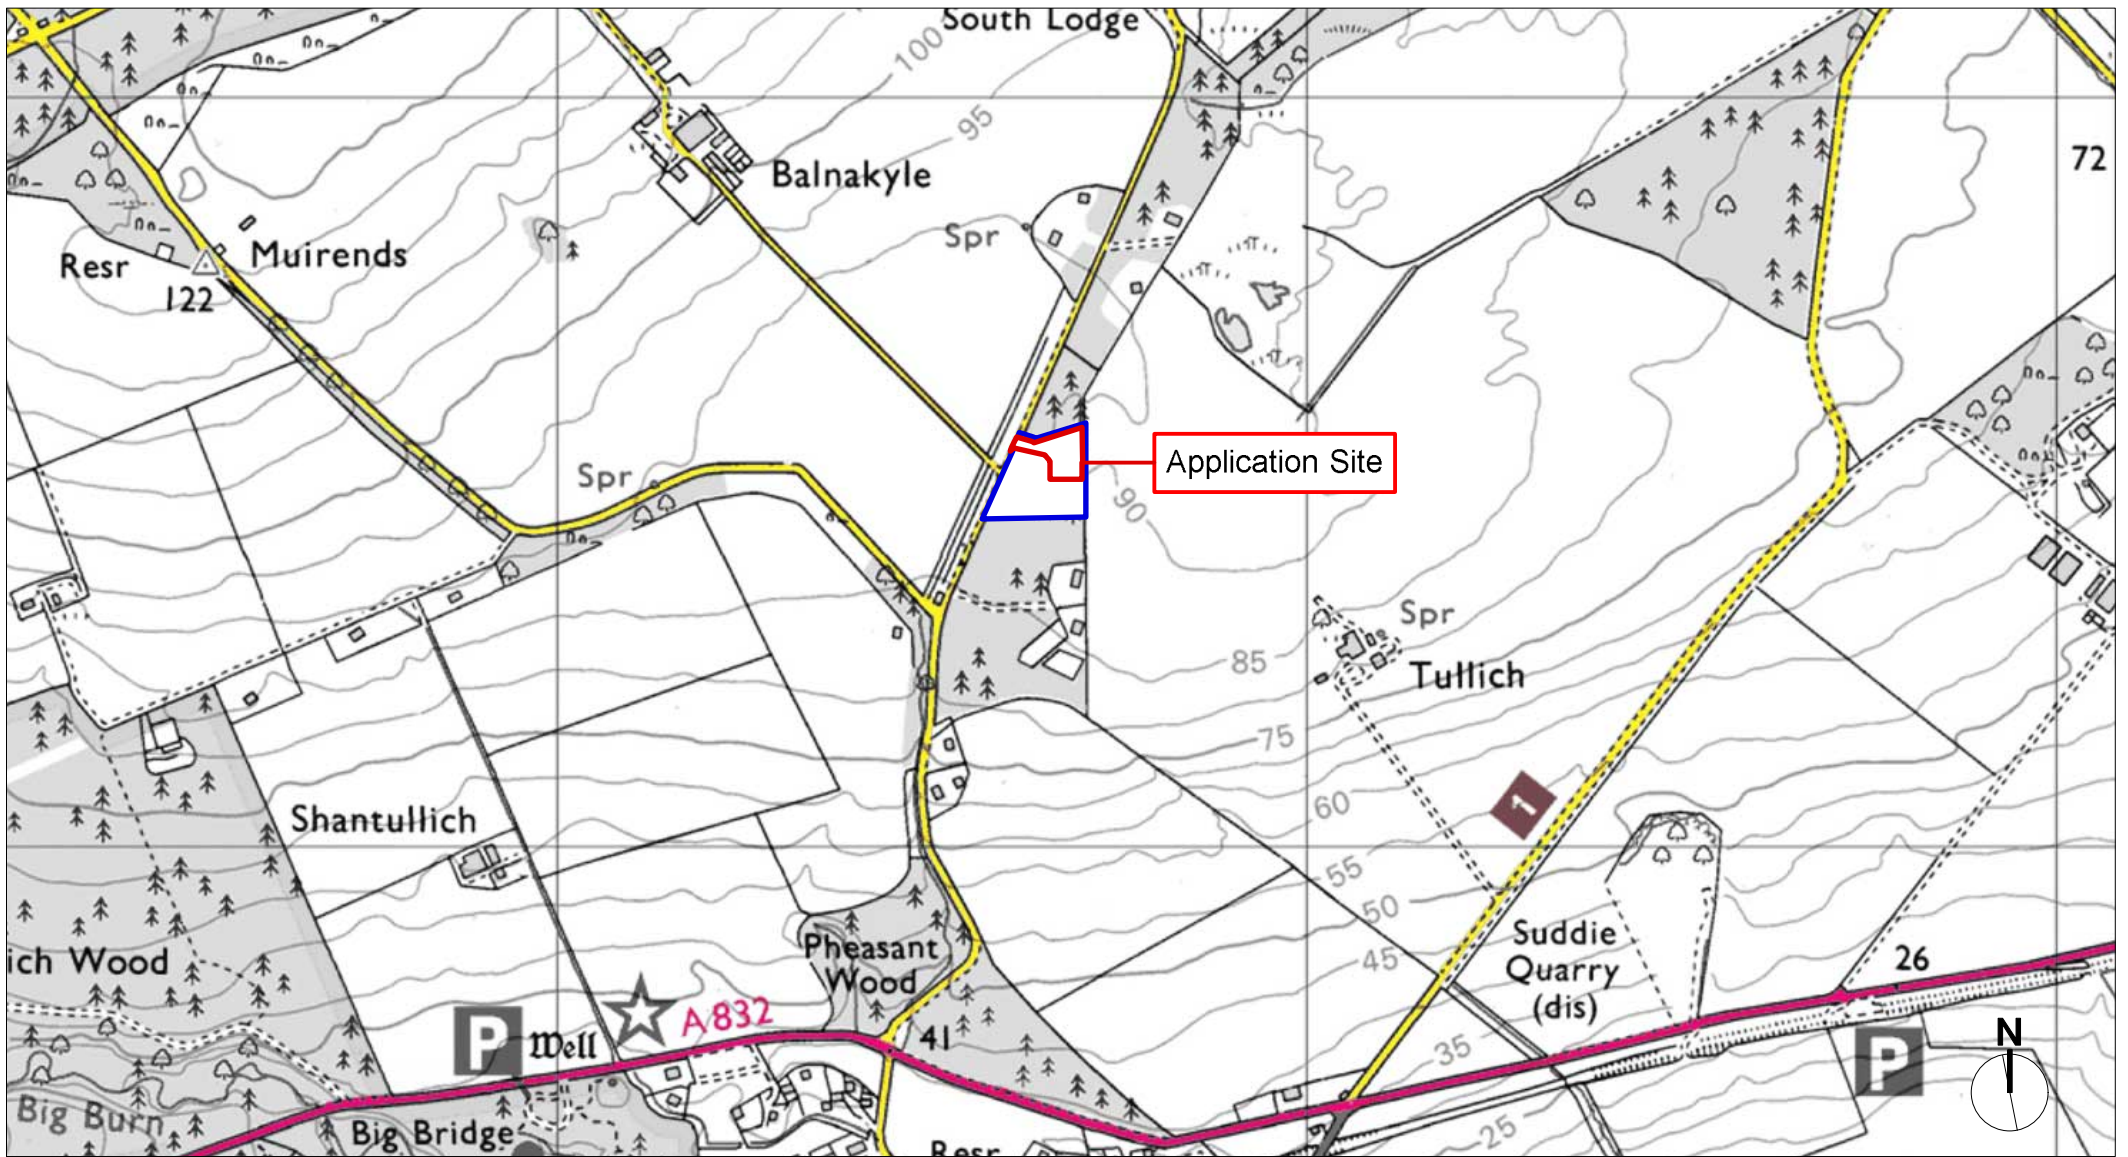 South Lodge
100
95
72
Balnakyle
Spr
Muirends
Resr
122
Application Site
Spr
90
Spr
85
Tullich
75
1
60
Shantullich
55
50
Suddie
Quarry
(dis)
Pheasant
Wood
45
26
ich Wood
A 832
P
Well
41
35
P
N
Big Burn
Big Bridge
25
Resr